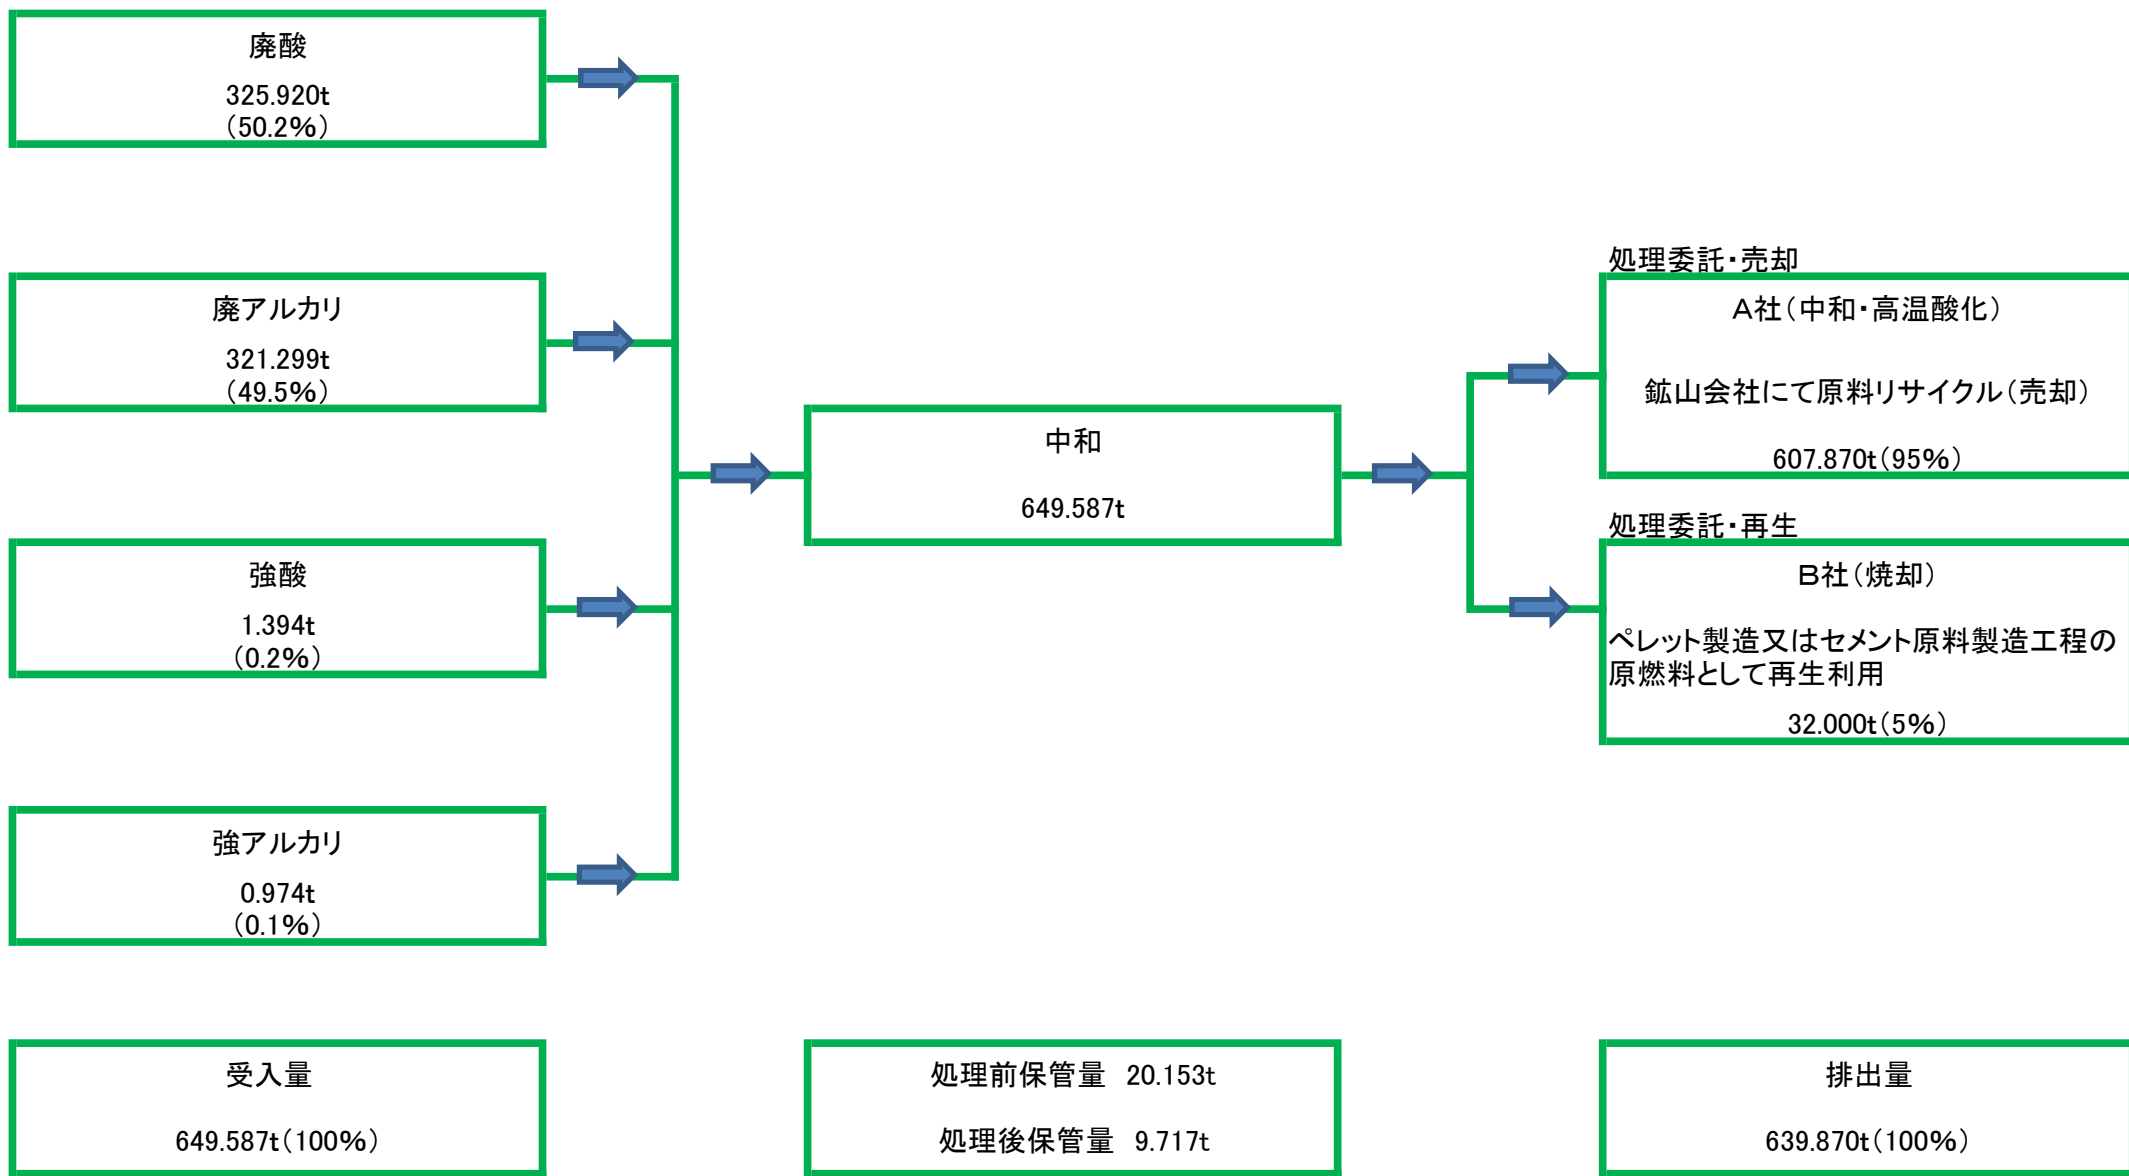 廃酸
325.920t
（50.2%）
廃アルカリ
321.299t
（49.5%）
強酸
1.394t
（0.2%）
強アルカリ
0.974t
（0.1%）
中和
649.587t
処理委託・売却
A社（中和・高温酸化）
鉱山会社にて原料リサイクル（売却）
607.870t（95%）
処理委託・再生
B社（焼却）
ペレット製造又はセメント原料製造工程の
原燃料として再生利用
32.000t（5%）
受入量
649.587t（100%）
処理前保管量　20.153t
処理後保管量　9.717t
排出量
639.870t（100%）